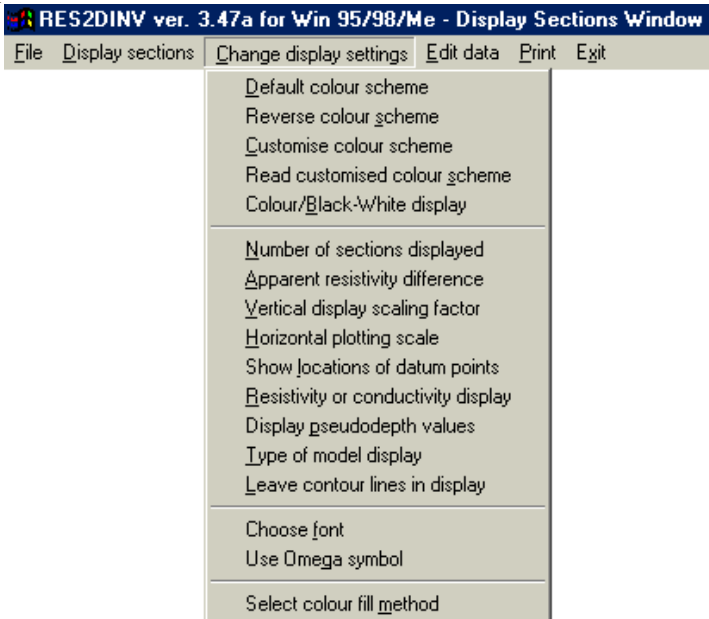 RES2DINV ver. 3.47a for Win 95/98/Me - Display Sections Window
File Display sections Change display settings Edit data Print Exit
Default colour scheme
Reverse colour scheme
Customise colour scheme
Read customised colour scheme
Colour/Black-White display
Number of sections displayed
Apparent resistivity difference
Vertical display scaling factor
Horizontal plotting scale
Show locations of datum points
Resistivity or conductivity display
Display pseudodepth values
Type of model display
Leave contour lines in display
Choose font
Use Omega symbol
Select colour fill method